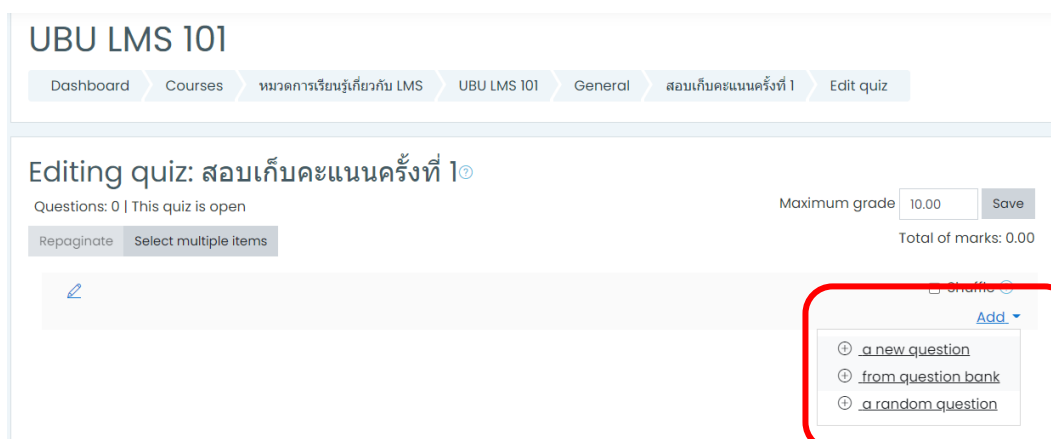 UBU LMS 101
Dashboard Courses หมวดการเรียนรู้เกี่ยวกับ LMS UBU LMS 101 General สอบเก็บคะแนนครั้งที่ 1 Edit quiz
Editing quiz: สอบเก็บคะแนนครั้งที่ 1
Questions: 0 | This quiz is open
Maximum grade 10.00 Save
Repaginate Select multiple items
Total of marks: 0.00
Shuffle
Add
a new question
from question bank
a random question